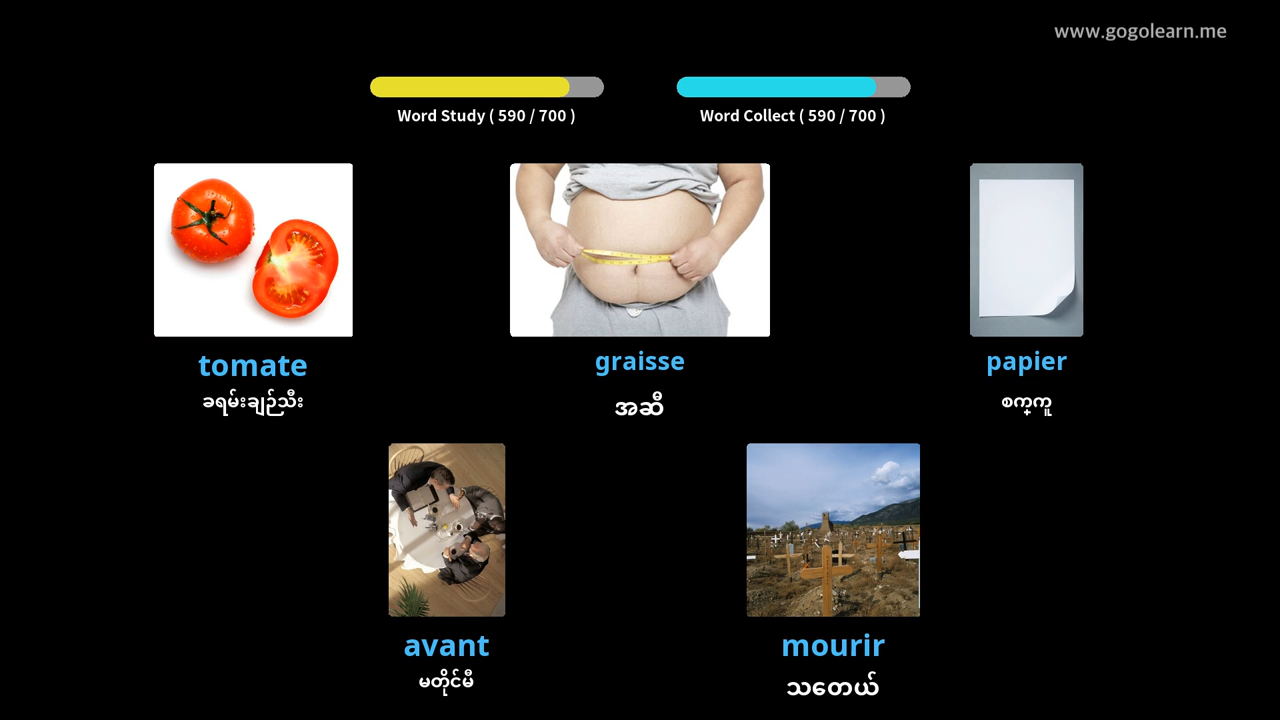 www.gogolearn.me
Word Study ( 590 / 700 )
Word Collect ( 590 / 700 )
tomate
ခရမ်းချဉ်သီး
graisse
အဆီ
papier
စက္ကူ
avant
မတိုင်မီ
mourir
သတေယ်